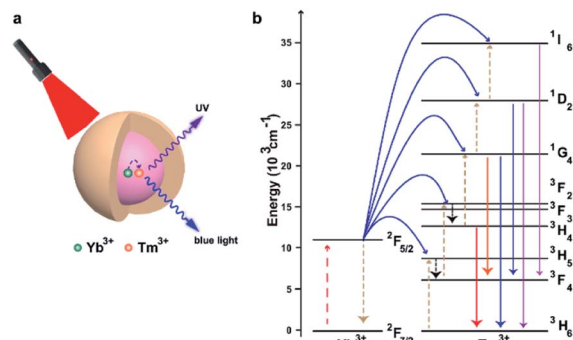 a
UV
Yb³⁺
Tm³⁺
blue light
b
Energy (10³cm⁻¹)
35
30
25
20
15
10
5
0
²F₅/₂
²F₇/₂
¹I₆
¹D₂
¹G₄
³F₂
³F₃
³H₄
³H₅
³F₄
³H₆